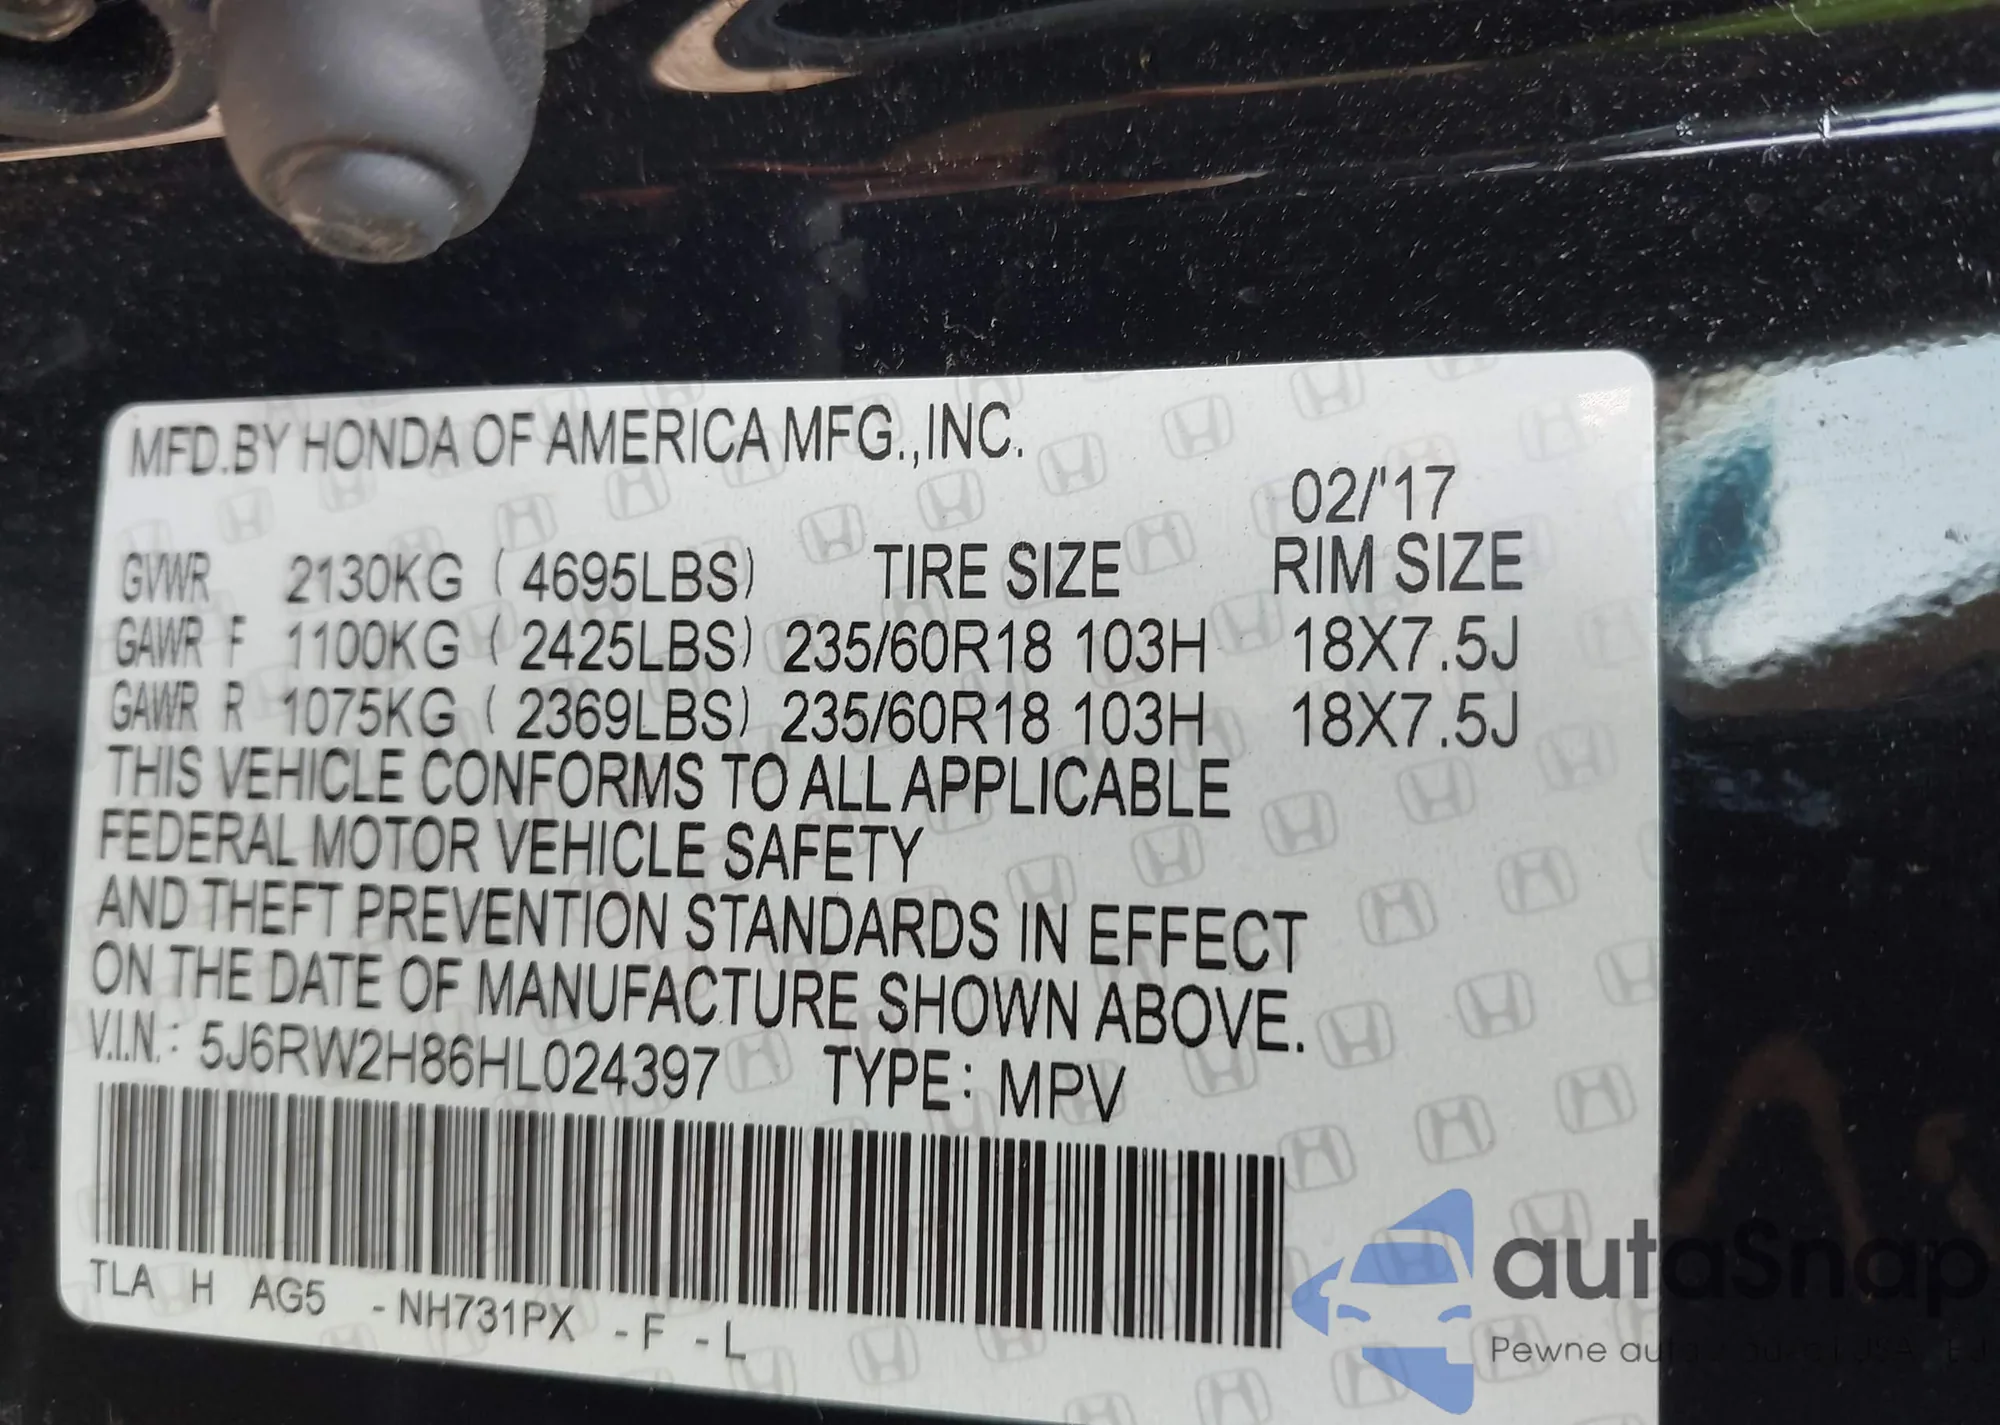 MFD.BY HONDA OF AMERICA MFG.,INC.
02/'17
GVWR 2130KG ( 4695LBS) TIRE SIZE RIM SIZE
GAWR F 1100KG ( 2425LBS) 235/60R18 103H 18X7.5J
GAWR R 1075KG ( 2369LBS) 235/60R18 103H 18X7.5J
THIS VEHICLE CONFORMS TO ALL APPLICABLE
FEDERAL MOTOR VEHICLE SAFETY
AND THEFT PREVENTION STANDARDS IN EFFECT
ON THE DATE OF MANUFACTURE SHOWN ABOVE.
V.I.N.: 5J6RW2H86HL024397 TYPE: MPV
TLA H AG5 -NH731PX -F -L
autaSnap
Pewne auta z